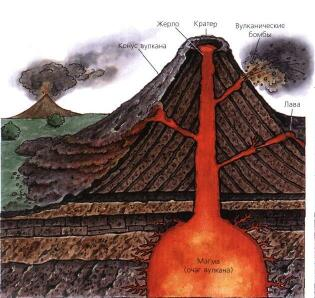 Жерло
Кратер
Вулканические
бомбы
Конус вулкана
Лава
Магма
(очаг вулкана)